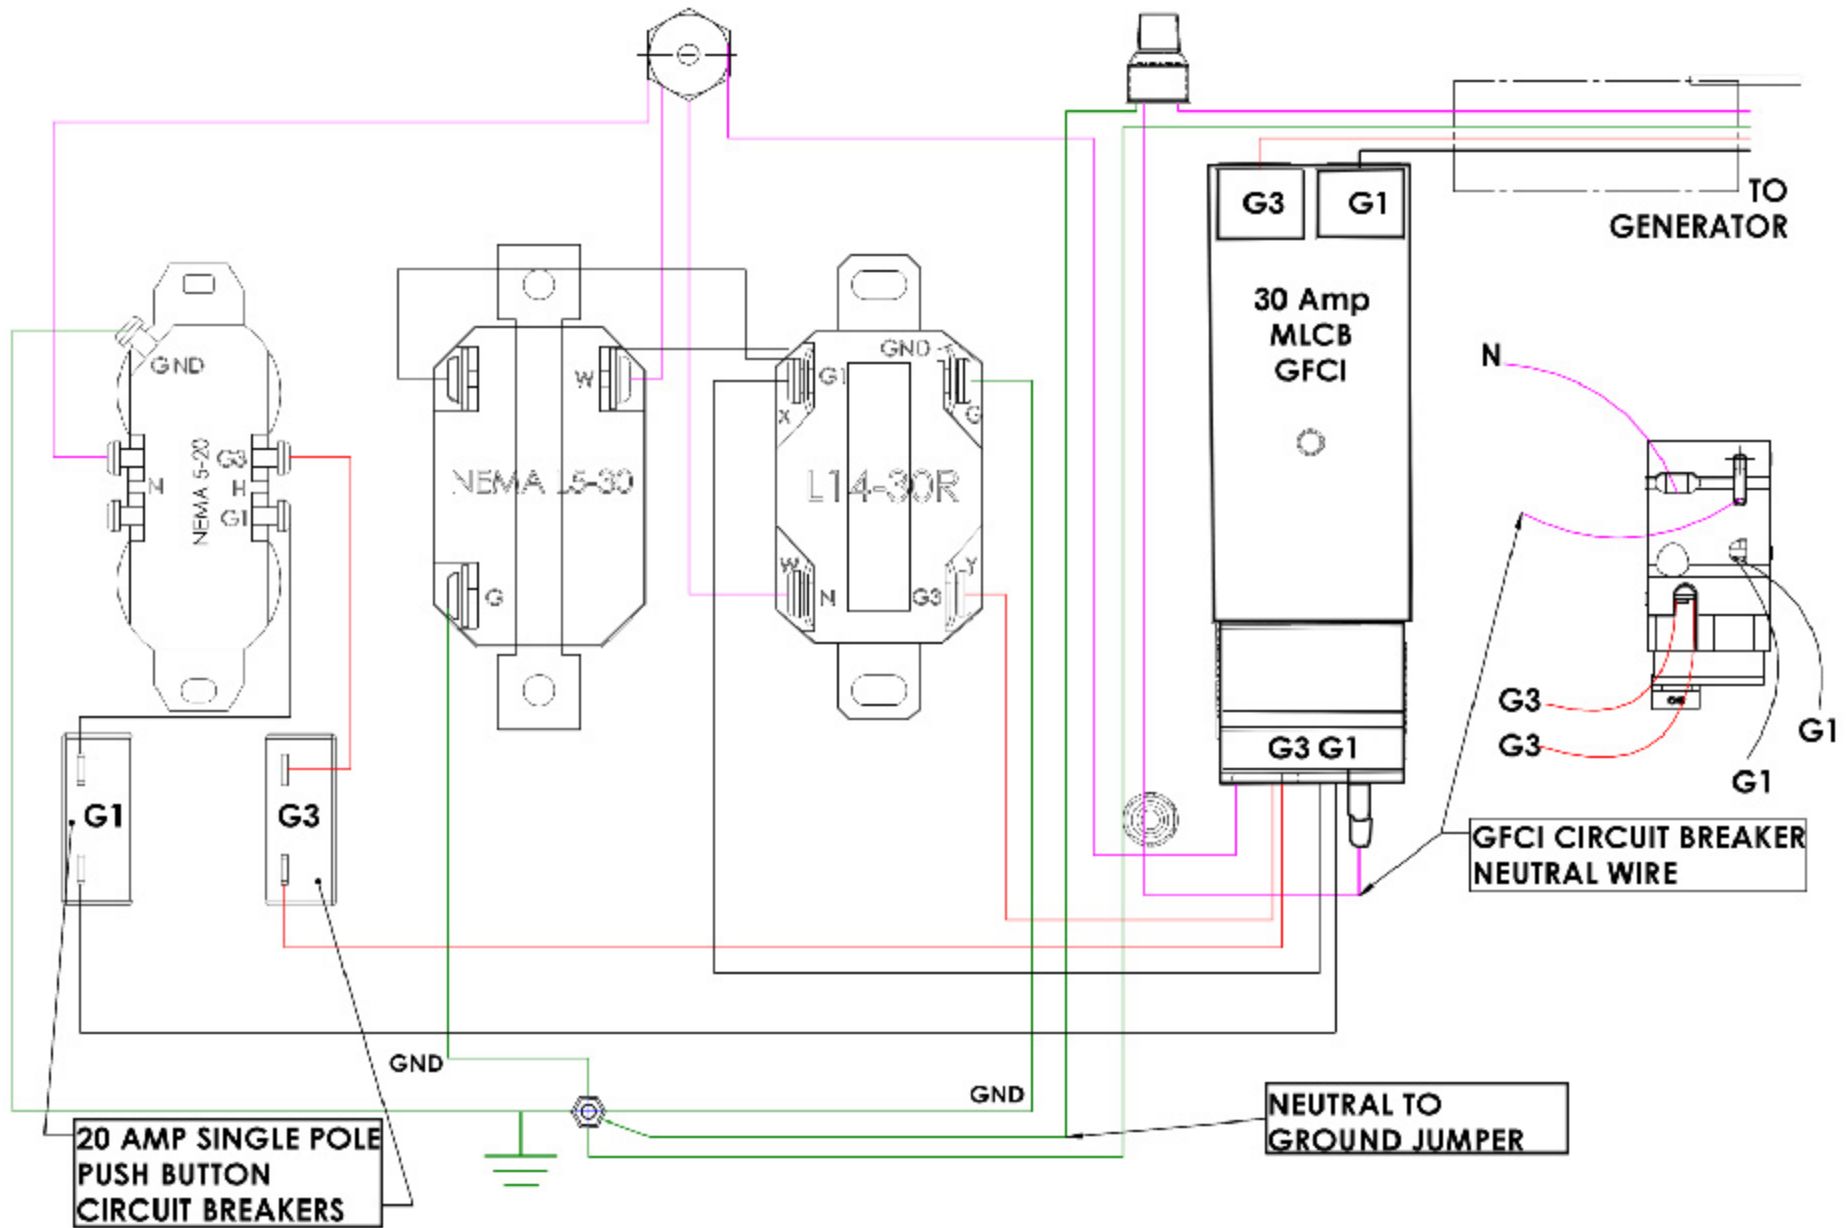 G3
G1
TO
GENERATOR
30 Amp
MLCB
GFCI
N
GND
NEMA 5-20
N
G3
H
G1
W
NEMA L5-30
G
GND
G1
X
G
L14-30R
W
N
Y
G3
G3 G1
G3
G3
G1
G1
G1
G3
GFCI CIRCUIT BREAKER
NEUTRAL WIRE
GND
GND
NEUTRAL TO
GROUND JUMPER
20 AMP SINGLE POLE
PUSH BUTTON
CIRCUIT BREAKERS